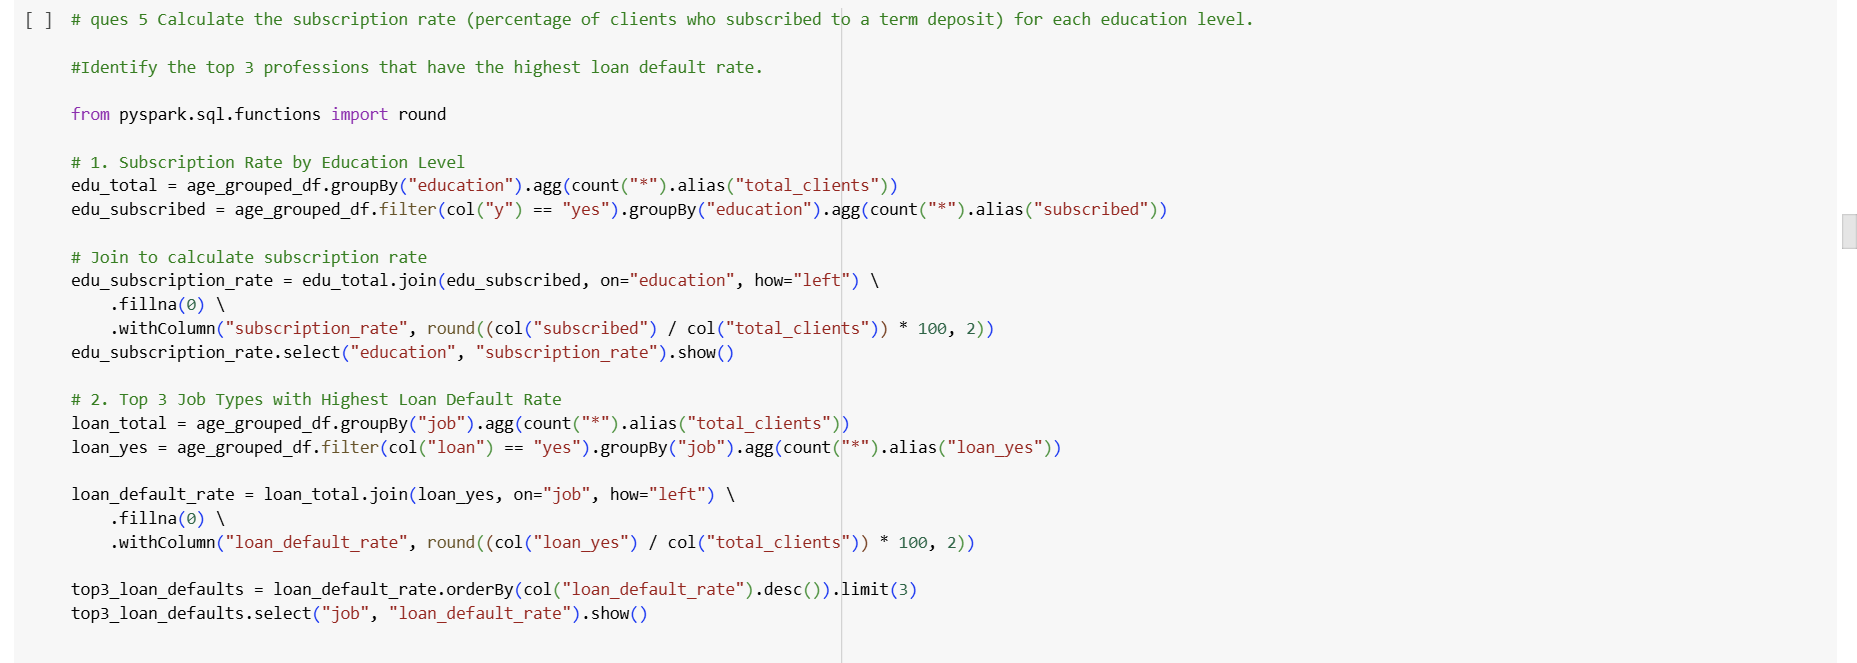 [ ] # ques 5 Calculate the subscription rate (percentage of clients who subscribed to a term deposit) for each education level.
#Identify the top 3 professions that have the highest loan default rate.
from pyspark.sql.functions import round
# 1. Subscription Rate by Education Level
edu_total = age_grouped_df.groupBy("education").agg(count("*").alias("total_clients"))
edu_subscribed = age_grouped_df.filter(col("y") == "yes").groupBy("education").agg(count("*").alias("subscribed"))
# Join to calculate subscription rate
edu_subscription_rate = edu_total.join(edu_subscribed, on="education", how="left") \
    .fillna(0) \
    .withColumn("subscription_rate", round((col("subscribed") / col("total_clients")) * 100, 2))
edu_subscription_rate.select("education", "subscription_rate").show()
# 2. Top 3 Job Types with Highest Loan Default Rate
loan_total = age_grouped_df.groupBy("job").agg(count("*").alias("total_clients"))
loan_yes = age_grouped_df.filter(col("loan") == "yes").groupBy("job").agg(count("*").alias("loan_yes"))
loan_default_rate = loan_total.join(loan_yes, on="job", how="left") \
    .fillna(0) \
    .withColumn("loan_default_rate", round((col("loan_yes") / col("total_clients")) * 100, 2))
top3_loan_defaults = loan_default_rate.orderBy(col("loan_default_rate").desc()).limit(3)
top3_loan_defaults.select("job", "loan_default_rate").show()